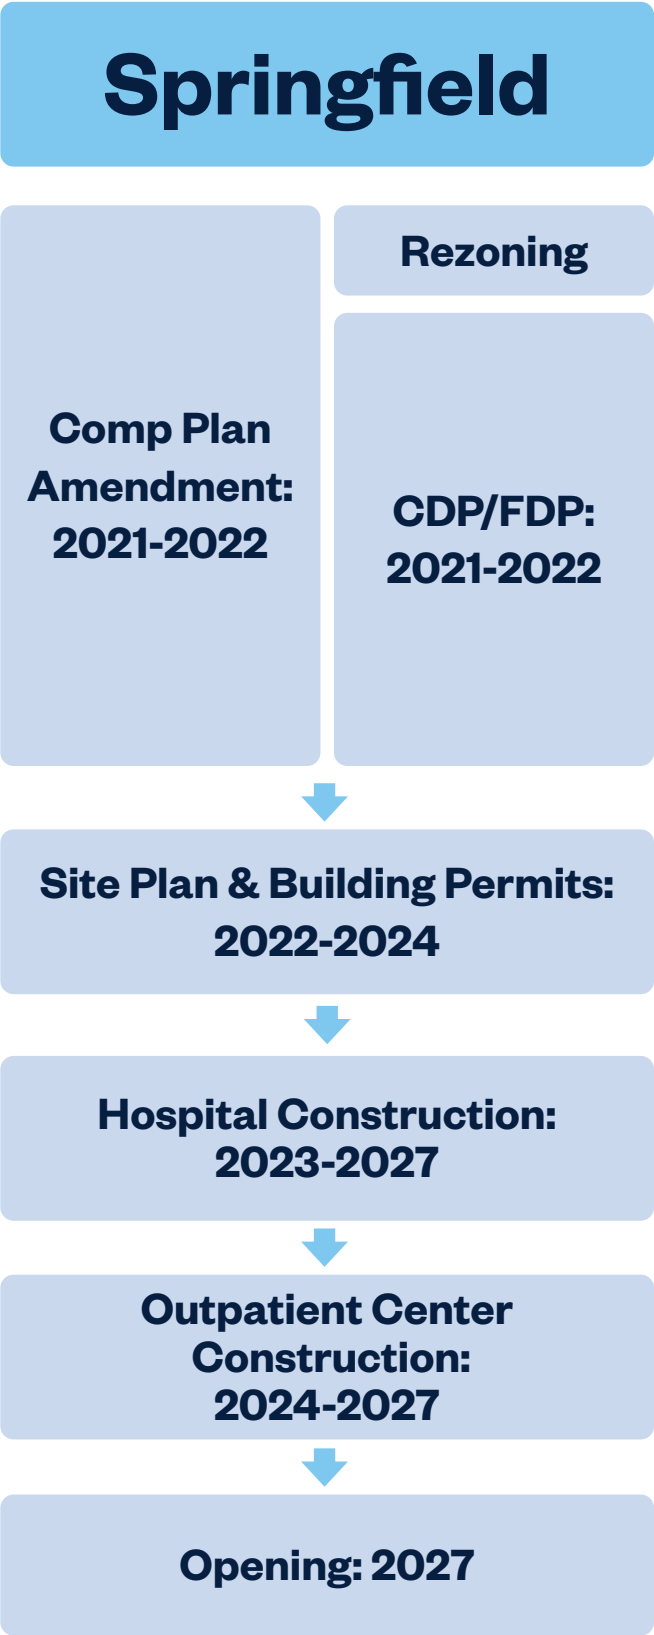 Springfield
Comp Plan
Amendment:
2021-2022
Rezoning
CDP/FDP:
2021-2022
Site Plan & Building Permits:
2022-2024
Hospital Construction:
2023-2027
Outpatient Center
Construction:
2024-2027
Opening: 2027